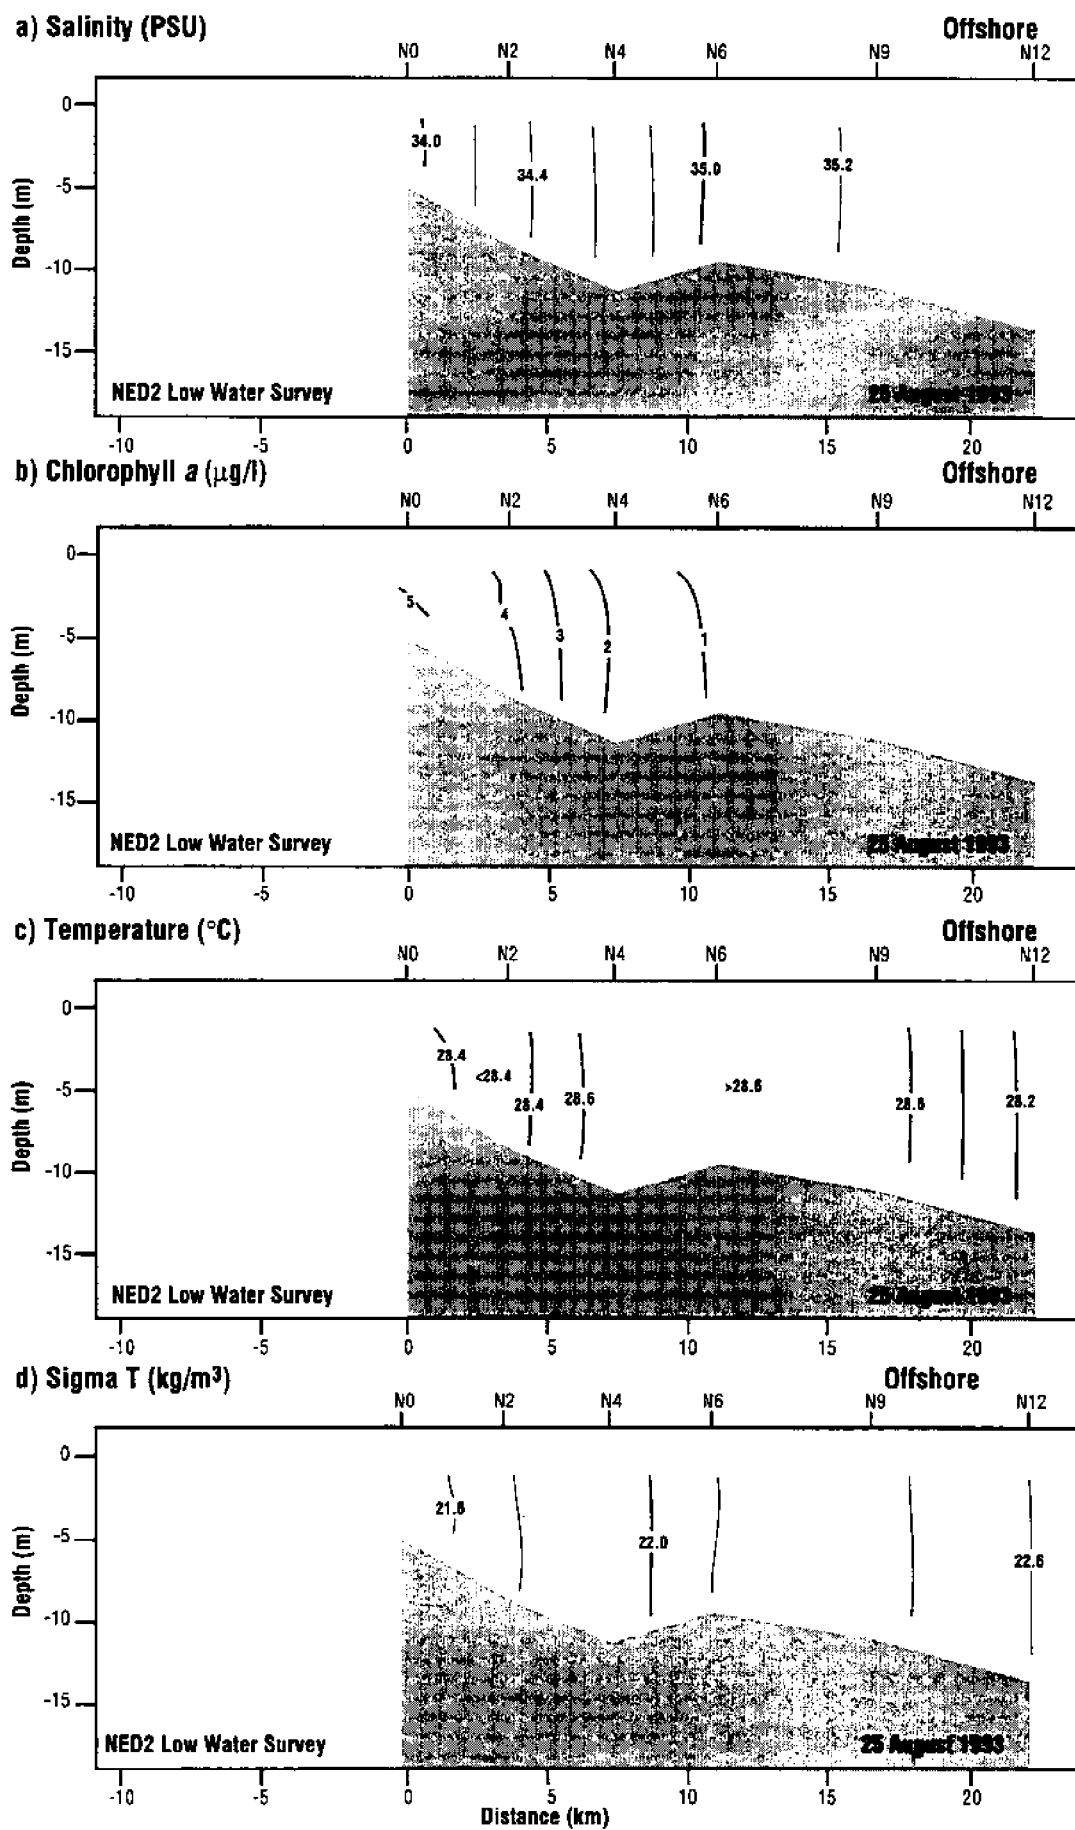 a) Salinity (PSU) Offshore
N0 N2 N4 N6 N9 N12
0
34.0 34.4 35.0 35.2
-5
-10
-15
Depth (m)
NED2 Low Water Survey 25 August 1993
-10 -5 0 5 10 15 20
b) Chlorophyll a (µg/l) Offshore
N0 N2 N4 N6 N9 N12
0
5 4 3 2 1
-5
-10
-15
Depth (m)
NED2 Low Water Survey 25 August 1993
-10 -5 0 5 10 15 20
c) Temperature (°C) Offshore
N0 N2 N4 N6 N9 N12
0
28.4 <28.4 28.4 28.6 >28.6 28.6 28.2
-5
-10
-15
Depth (m)
NED2 Low Water Survey 25 August 1993
-10 -5 0 5 10 15 20
d) Sigma T (kg/m³) Offshore
N0 N2 N4 N6 N9 N12
0
21.6 22.0 22.6
-5
-10
-15
Depth (m)
NED2 Low Water Survey 25 August 1993
-10 -5 0 5 10 15 20
Distance (km)